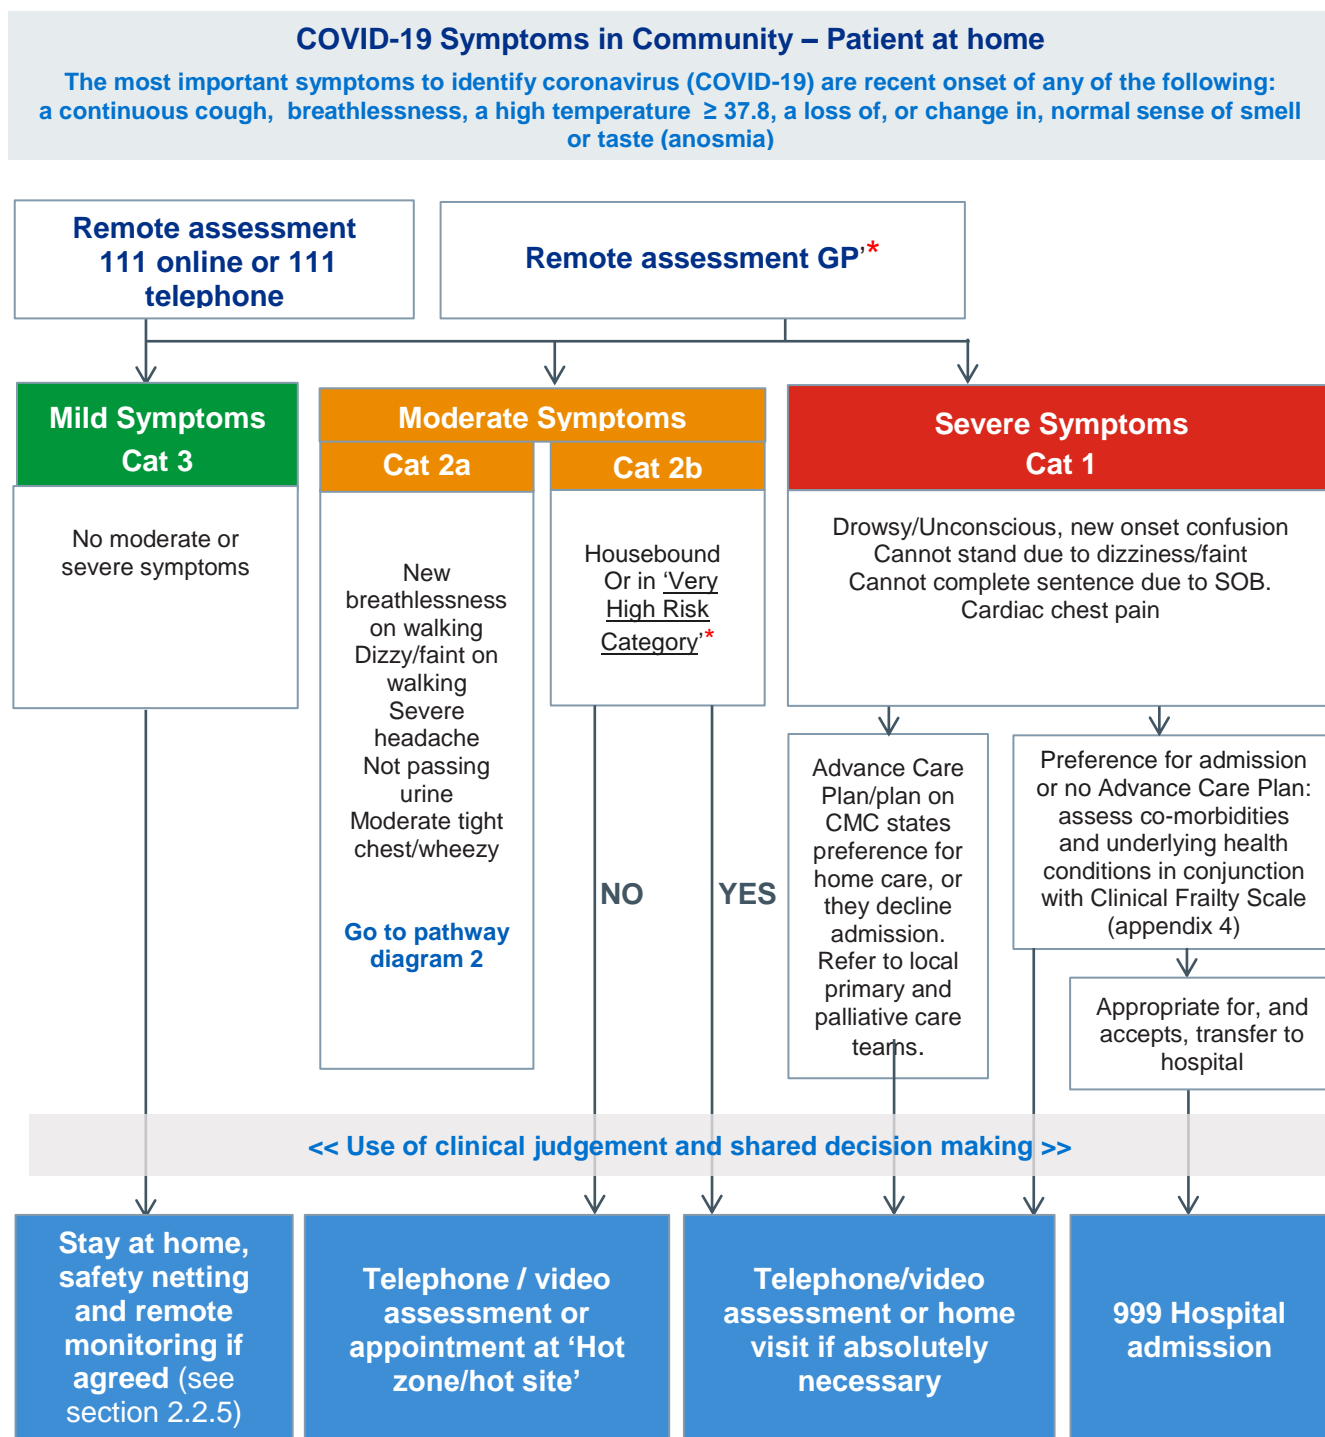 COVID-19 Symptoms in Community – Patient at home
The most important symptoms to identify coronavirus (COVID-19) are recent onset of any of the following:
a continuous cough, breathlessness, a high temperature ≥ 37.8, a loss of, or change in, normal sense of smell
or taste (anosmia)
Remote assessment
111 online or 111
telephone
Remote assessment GP’*
Mild Symptoms
Cat 3
No moderate or
severe symptoms
Moderate Symptoms
Cat 2a
New
breathlessness
on walking
Dizzy/faint on
walking
Severe
headache
Not passing
urine
Moderate tight
chest/wheezy
Go to pathway
diagram 2
Cat 2b
Housebound
Or in ‘Very
High Risk
Category’*
NO
YES
Severe Symptoms
Cat 1
Drowsy/Unconscious, new onset confusion
Cannot stand due to dizziness/faint
Cannot complete sentence due to SOB.
Cardiac chest pain
Advance Care
Plan/plan on
CMC states
preference for
home care, or
they decline
admission.
Refer to local
primary and
palliative care
teams.
Preference for admission
or no Advance Care Plan:
assess co-morbidities
and underlying health
conditions in conjunction
with Clinical Frailty Scale
(appendix 4)
Appropriate for, and
accepts, transfer to
hospital
<< Use of clinical judgement and shared decision making >>
Stay at home,
safety netting
and remote
monitoring if
agreed (see
section 2.2.5)
Telephone / video
assessment or
appointment at ‘Hot
zone/hot site’
Telephone/video
assessment or home
visit if absolutely
necessary
999 Hospital
admission